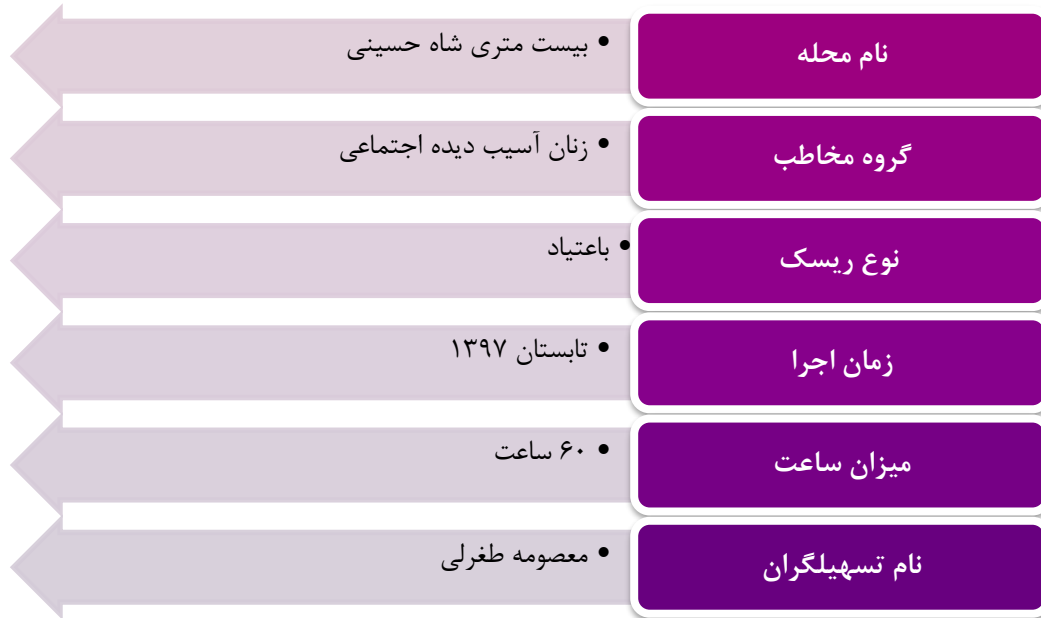 نام محله
• بیست متری شاه حسینی
گروه مخاطب
• زنان آسیب دیده اجتماعی
نوع ریسک
• باعتیاد
زمان اجرا
• تابستان ۱۳۹۷
میزان ساعت
• ۶۰ ساعت
نام تسهیلگران
• معصومه طغرلی